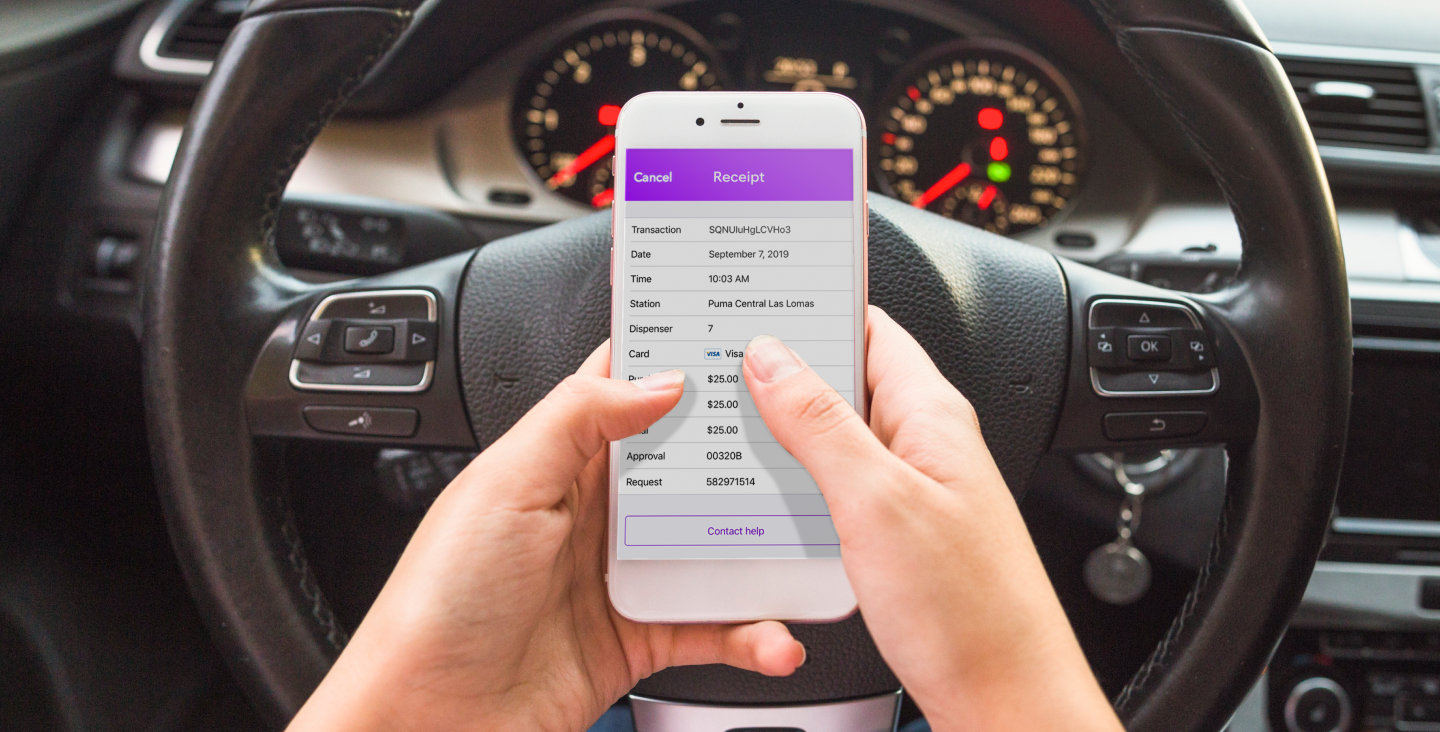 Cancel Receipt
Transaction SQNUIuHgLCVHo3
Date September 7, 2019
Time 10:03 AM
Station Puma Central Las Lomas
Dispenser 7
Card VISA Visa
$25.00
$25.00
$25.00
Approval 00320B
Request 582971514
Contact help
OK